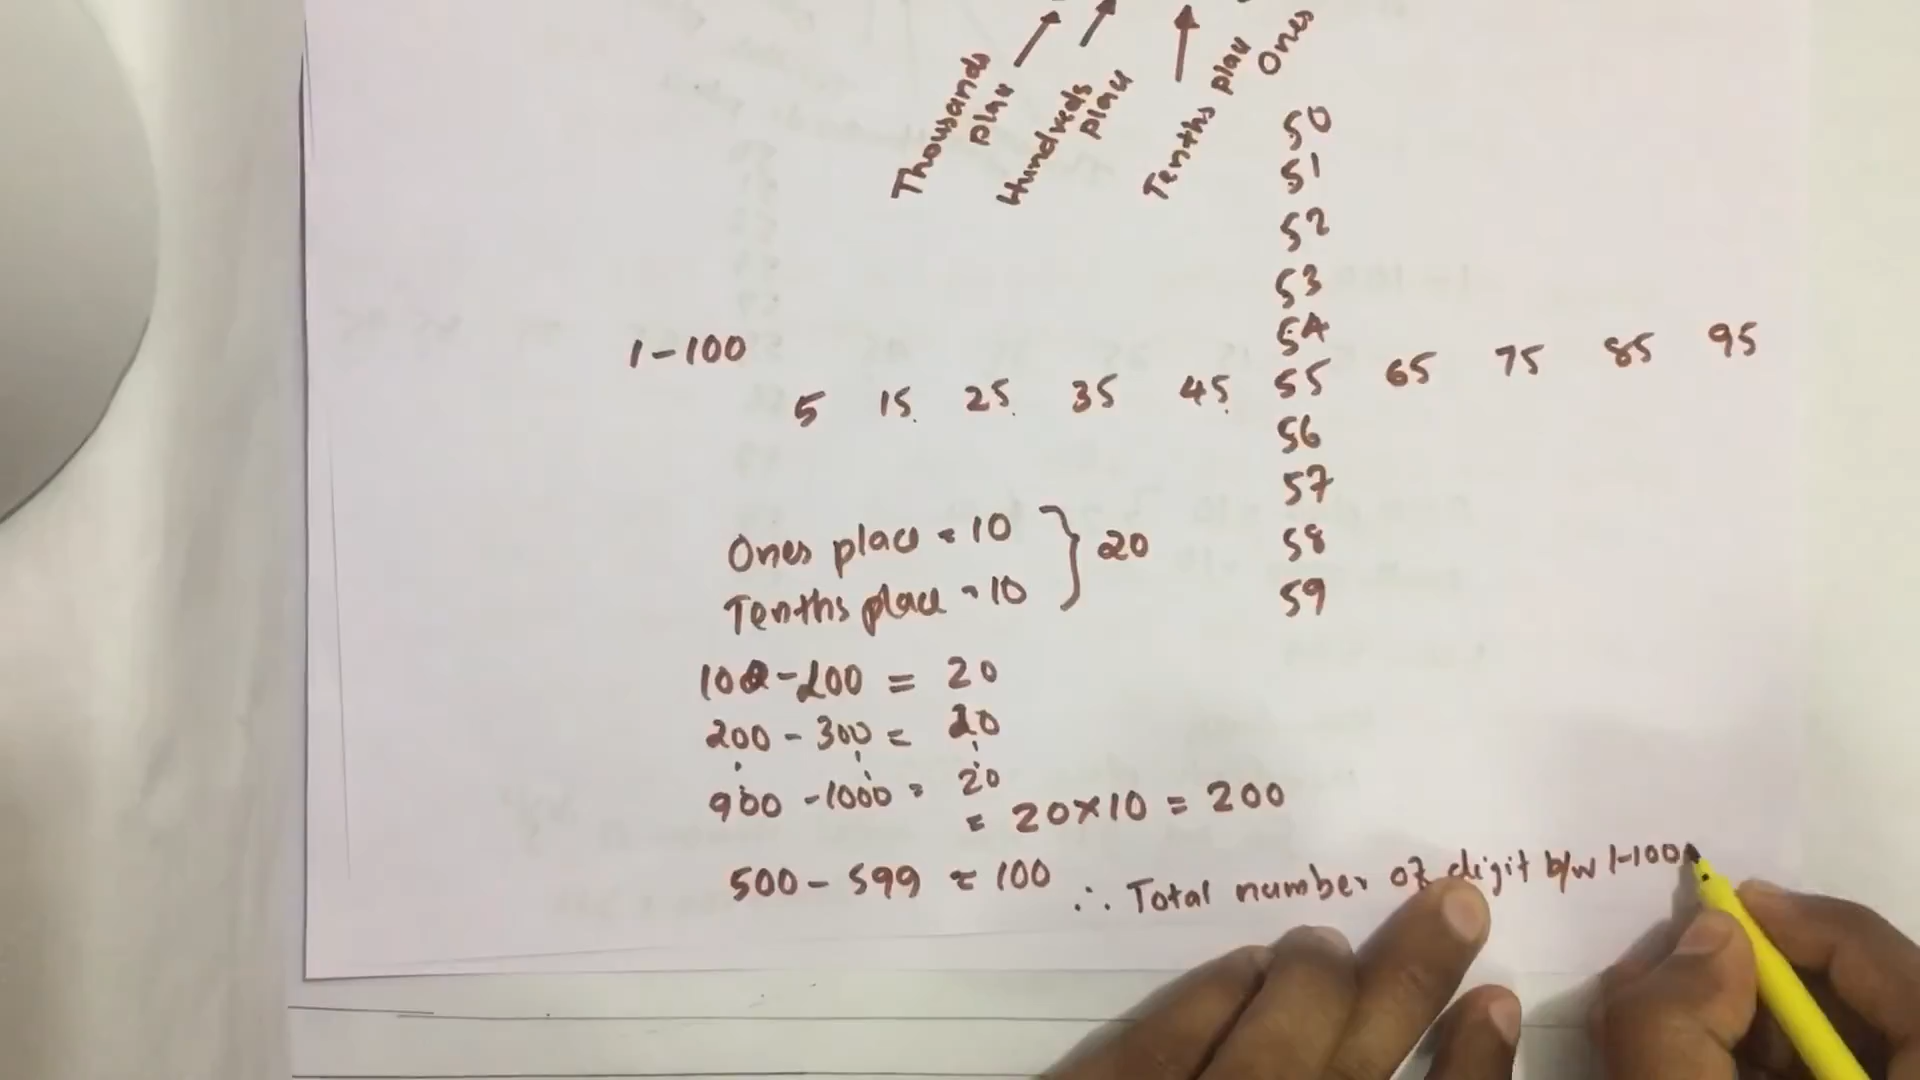 Thousands place
Hundreds place
Tenths place
Ones
50
51
52
53
54
1-100
5 15 25 35 45 55 65 75 85 95
56
57
58
59
Ones place = 10
Tenths place = 10
} 20
100-200 = 20
200 - 300 = 20
900 - 1000 = 20
= 20×10 = 200
500 - 599 = 100
∴ Total number of digit b/w 1-100